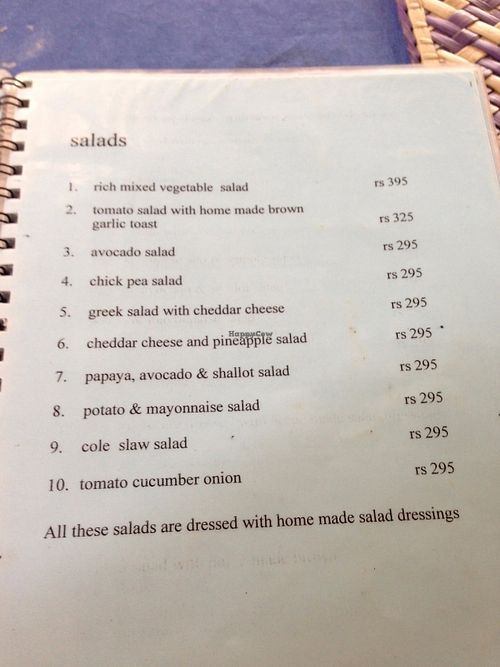 salads
1. rich mixed vegetable salad rs 395
2. tomato salad with home made brown
garlic toast rs 325
3. avocado salad rs 295
4. chick pea salad rs 295
5. greek salad with cheddar cheese rs 295
HappyCow
6. cheddar cheese and pineapple salad rs 295
7. papaya, avocado & shallot salad rs 295
8. potato & mayonnaise salad rs 295
9. cole slaw salad rs 295
10. tomato cucumber onion rs 295
All these salads are dressed with home made salad dressings